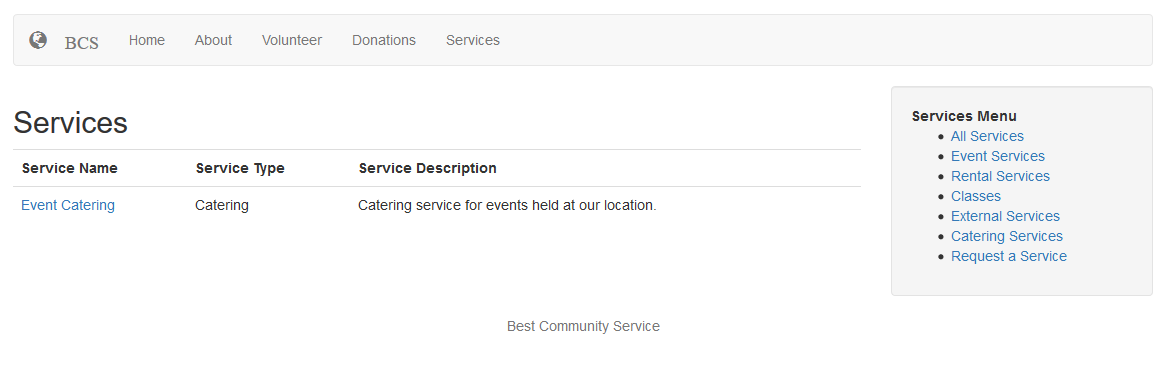 BCS Home About Volunteer Donations Services
Services
Service Name Service Type Service Description
Event Catering Catering Catering service for events held at our location.
Services Menu
All Services
Event Services
Rental Services
Classes
External Services
Catering Services
Request a Service
Best Community Service